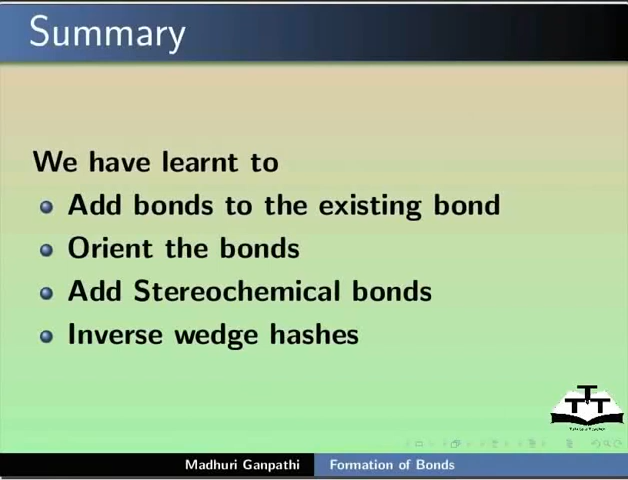 Summary
We have learnt to
Add bonds to the existing bond
Orient the bonds
Add Stereochemical bonds
Inverse wedge hashes
TTT
Madhuri Ganpathi Formation of Bonds